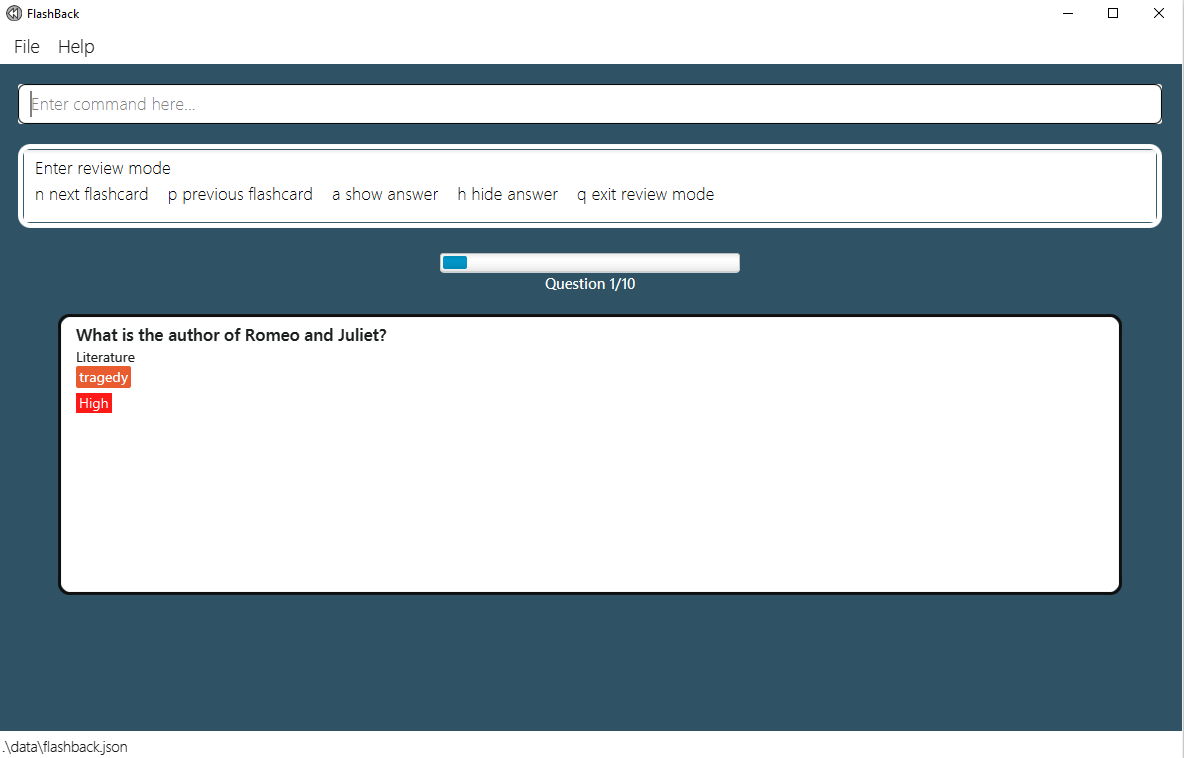 FlashBack
File Help
Enter command here...
Enter review mode
n next flashcard p previous flashcard a show answer h hide answer q exit review mode
Question 1/10
What is the author of Romeo and Juliet?
Literature
tragedy
High
.\data\flashback.json